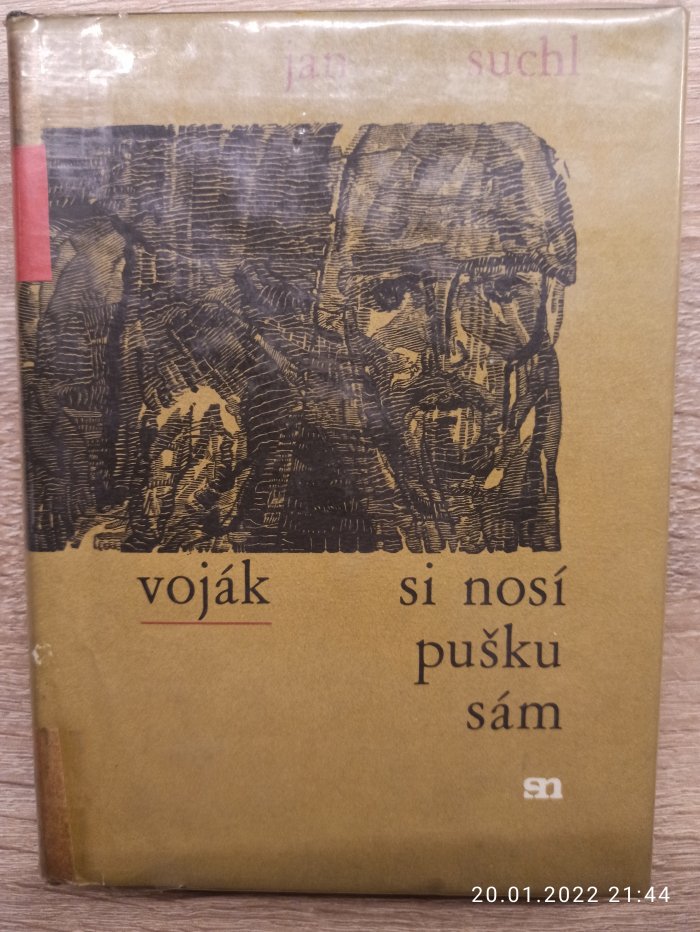 jan suchl
voják si nosí
pušku
sám
sn
20.01.2022 21:44